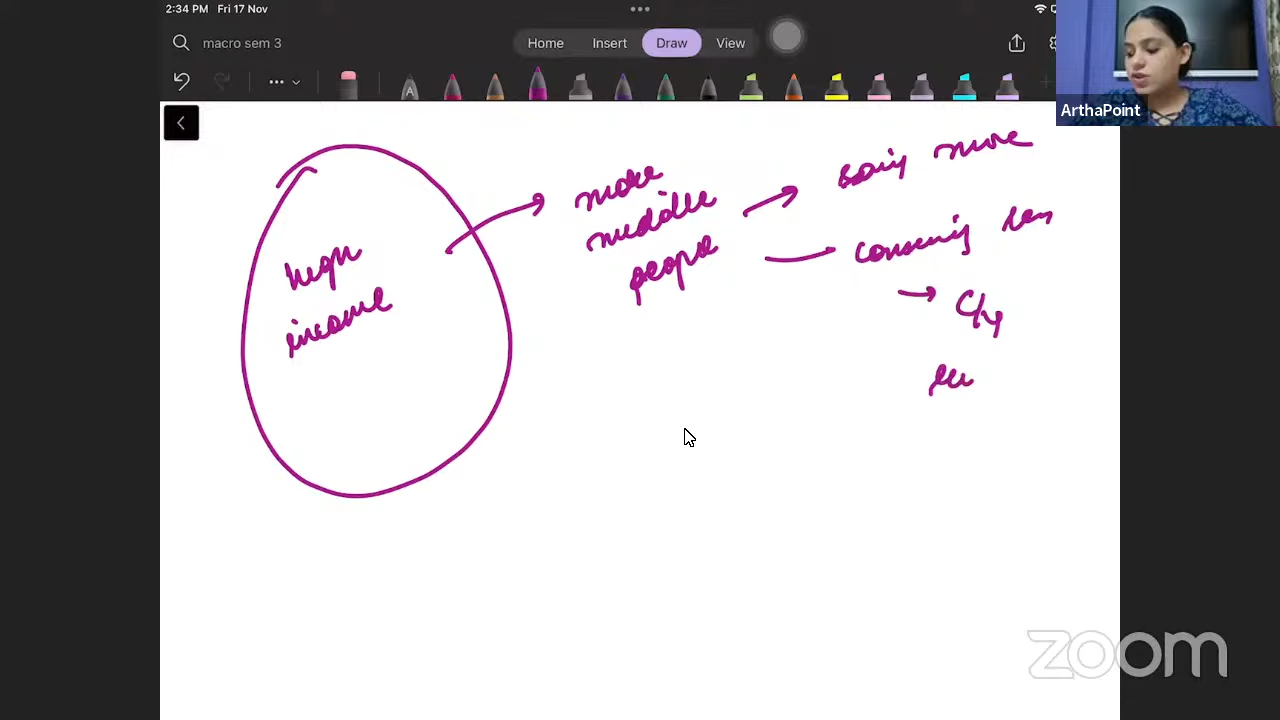 2:34 PM Fri 17 Nov
macro sem 3
Home Insert Draw View
A
ArthaPoint
high
income
more
middle
people
saving more
consuming less
C/Y
zoom